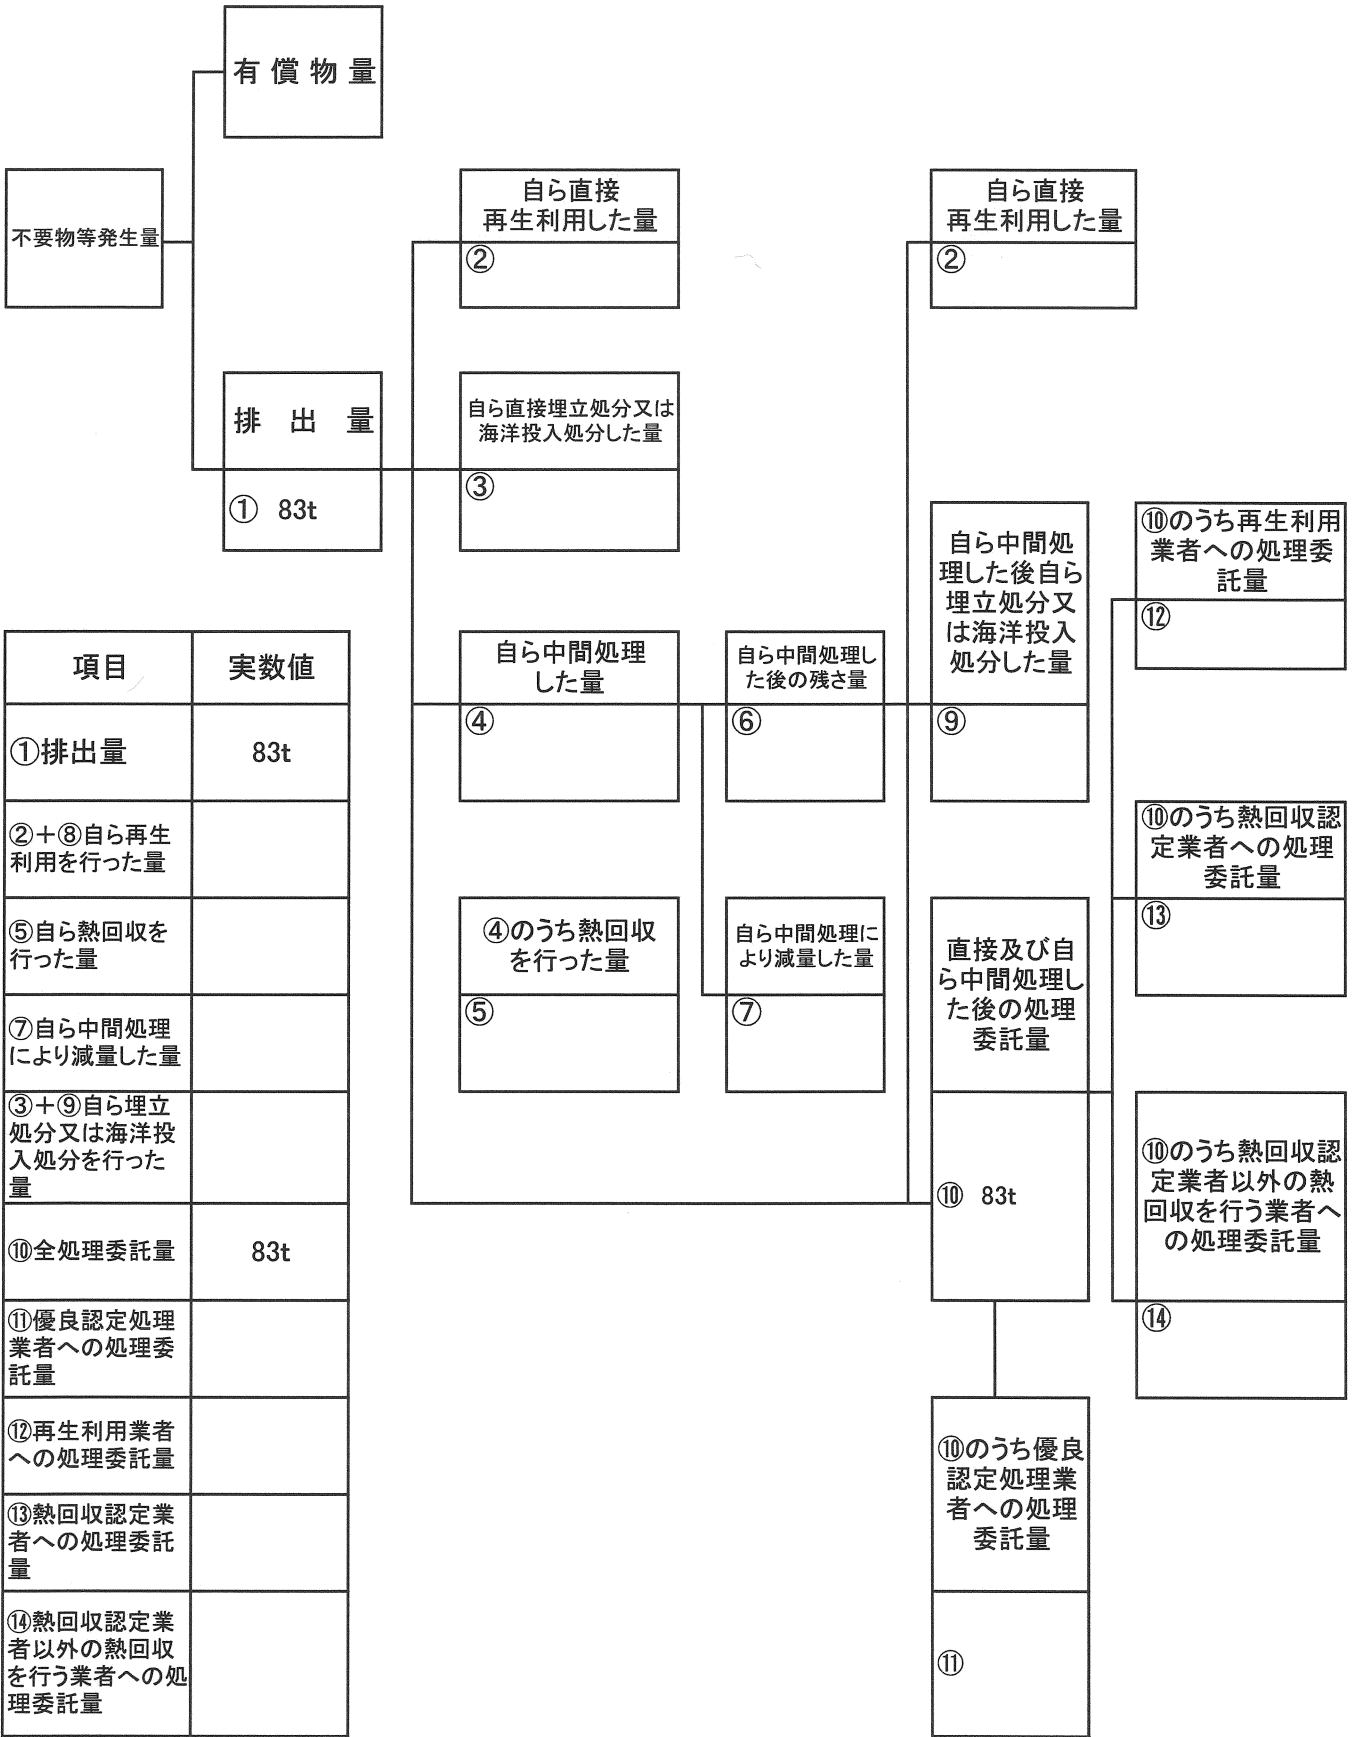 有償物量
不要物等発生量
自ら直接
再生利用した量
②
自ら直接
再生利用した量
②
排出量
① 83t
自ら直接埋立処分又は
海洋投入処分した量
③
自ら中間処理
した量
④
自ら中間処理し
た後の残さ量
⑥
自ら中間処
理した後自ら
埋立処分又
は海洋投入
処分した量
⑨
⑩のうち再生利用
業者への処理委
託量
⑫
④のうち熱回収
を行った量
⑤
自ら中間処理に
より減量した量
⑦
直接及び自
ら中間処理し
た後の処理
委託量
⑩ 83t
⑩のうち熱回収認
定業者への処理
委託量
⑬
⑩のうち熱回収認
定業者以外の熱
回収を行う業者へ
の処理委託量
⑭
⑩のうち優良
認定処理業
者への処理
委託量
⑪
項目 実数値
①排出量 83t
②＋⑧自ら再生
利用を行った量
⑤自ら熱回収を
行った量
⑦自ら中間処理
により減量した量
③＋⑨自ら埋立
処分又は海洋投
入処分を行った
量
⑩全処理委託量 83t
⑪優良認定処理
業者への処理委
託量
⑫再生利用業者
への処理委託量
⑬熱回収認定業
者への処理委託
量
⑭熱回収認定業
者以外の熱回収
を行う業者への処
理委託量